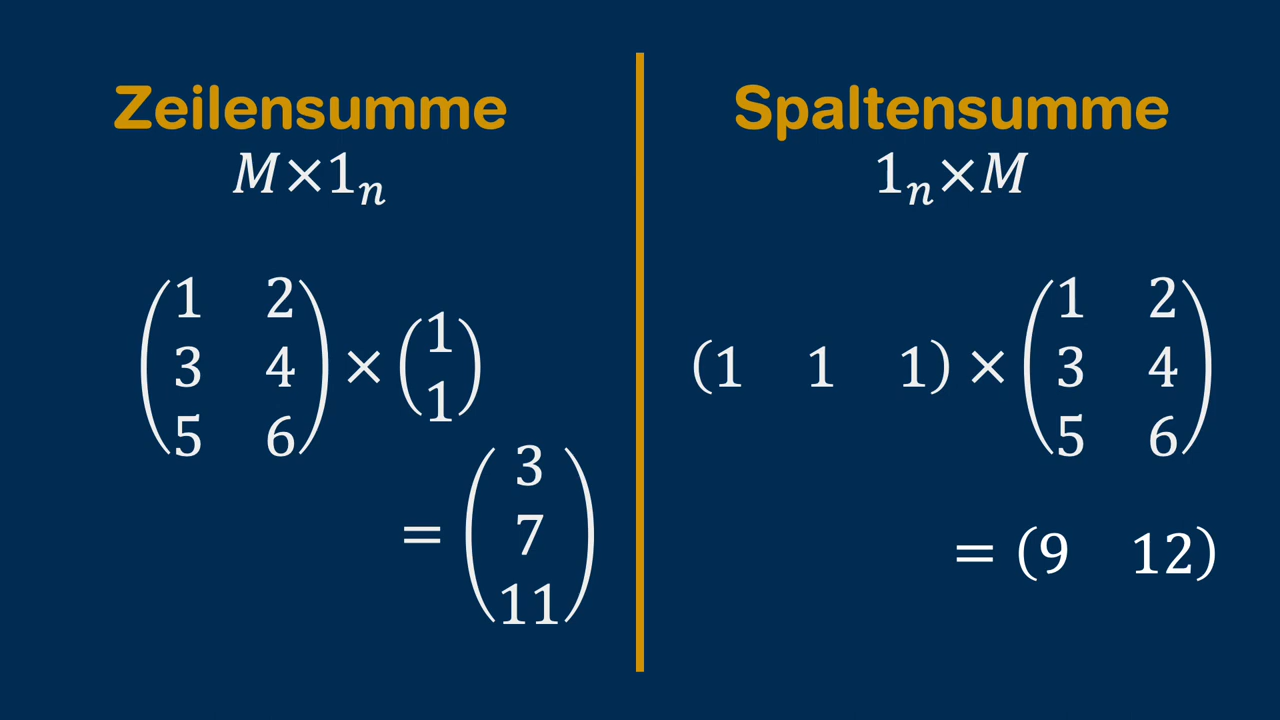 Zeilensumme
M×1ₙ
(1 2
3 4
5 6) × (1
1)
= (3
7
11)
Spaltensumme
1ₙ×M
(1 1 1) × (1 2
3 4
5 6)
= (9 12)